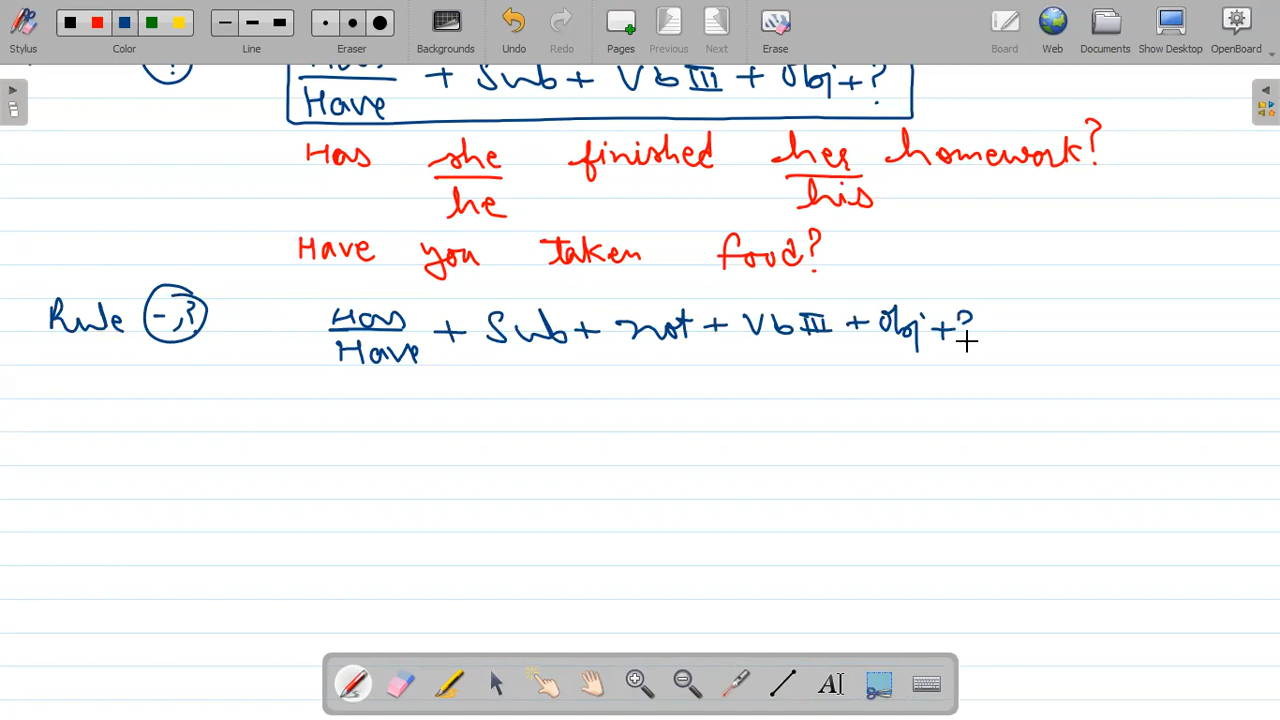 Stylus Color Line Eraser Backgrounds Undo Redo Pages Previous Next Erase Board Web Documents Show Desktop OpenBoard
Has
Have + Sub + Vb III + Obj + ?
Has she finished her homework?
he his
Have you taken food?
Rule -,? Has
Have + Sub + not + Vb III + Obj + ?
AI